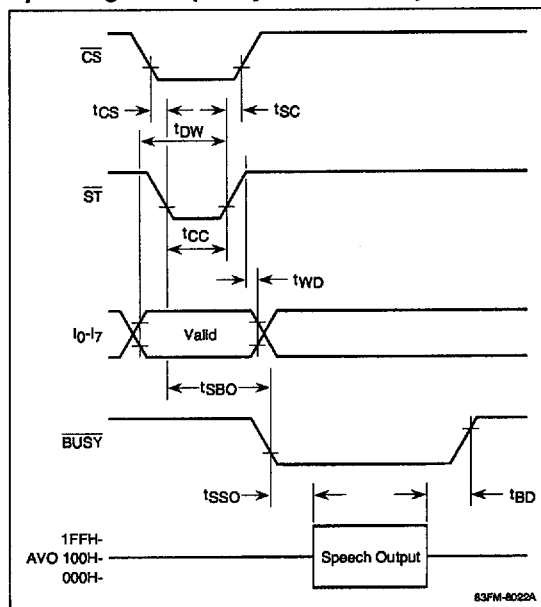 CS
tCS
tSC
tDW
ST
tCC
tWD
I0-I7
Valid
tSBO
BUSY
tSSO
tBD
1FFH-
AVO 100H-
000H-
Speech Output
83FM-8022A